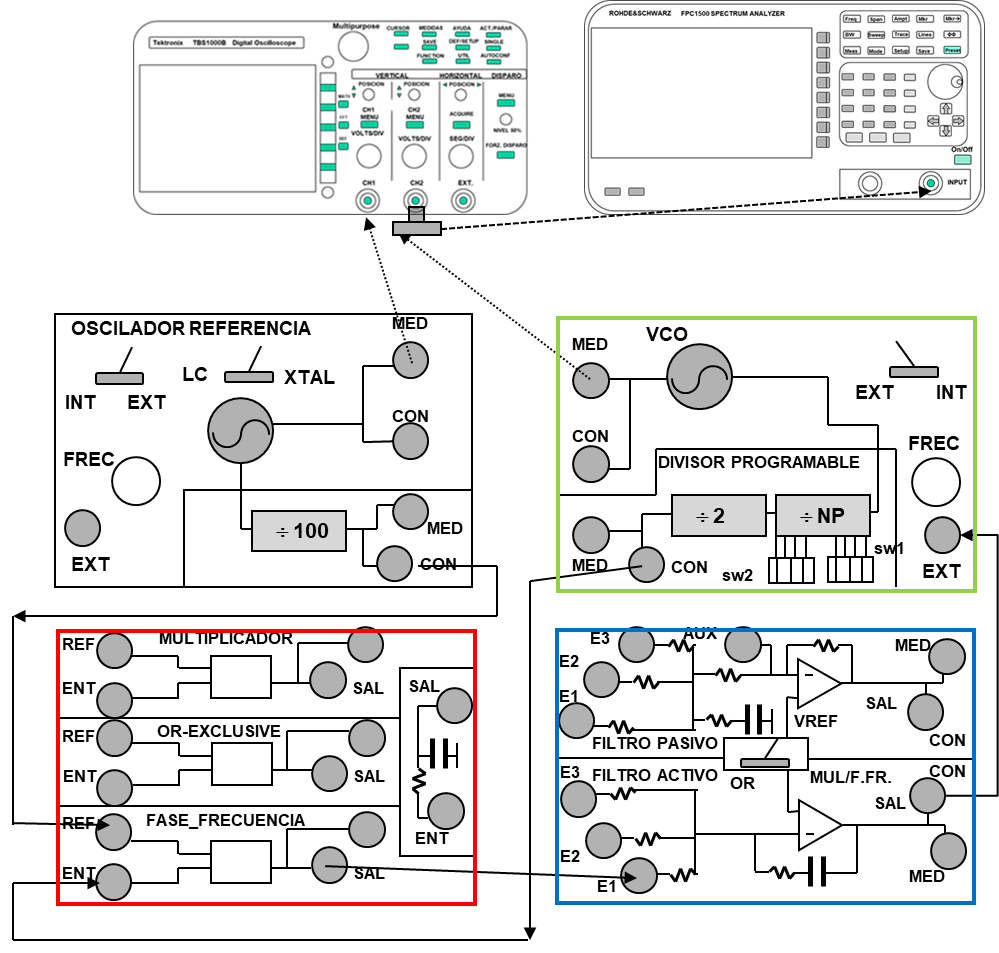 Tektronix TBS1000B Digital Oscilloscope
Multipurpose
CURSOR MEDIDAS AYUDA ACT./PARAR
SAVE DEF/SETUP SINGLE
FUNCTION UTIL AUTOCONF
VERTICAL HORIZONTAL DISPARO
POSICION POSICION POSICION
MATH
FFT
REF
CH1
MENU
CH2
MENU
ACQUIRE
MENU
NIVEL 50%
FORZ. DISPARO
VOLTS/DIV VOLTS/DIV SEG/DIV
CH1 CH2 EXT.
ROHDE&SCHWARZ FPC1500 SPECTRUM ANALYZER
Freq Span Ampt Mkr Mkr→
BW Sweep Trace Lines
Meas Mode Setup Save Preset
On/Off
INPUT
OSCILADOR REFERENCIA
MED
LC XTAL
INT EXT
CON
FREC
÷ 100
MED
EXT
CON
VCO
MED
EXT INT
CON
FREC
DIVISOR PROGRAMABLE
÷ 2
÷ NP
MED
CON
sw2
sw1
EXT
MULTIPLICADOR
REF
ENT
SAL
OR-EXCLUSIVE
REF
ENT
SAL
FASE_FRECUENCIA
REF
ENT
SAL
SAL
ENT
E3
AUX
MED
E2
E1
SAL
VREF
CON
FILTRO PASIVO
OR
MUL/F.FR.
FILTRO ACTIVO
E3
CON
SAL
E2
E1
MED